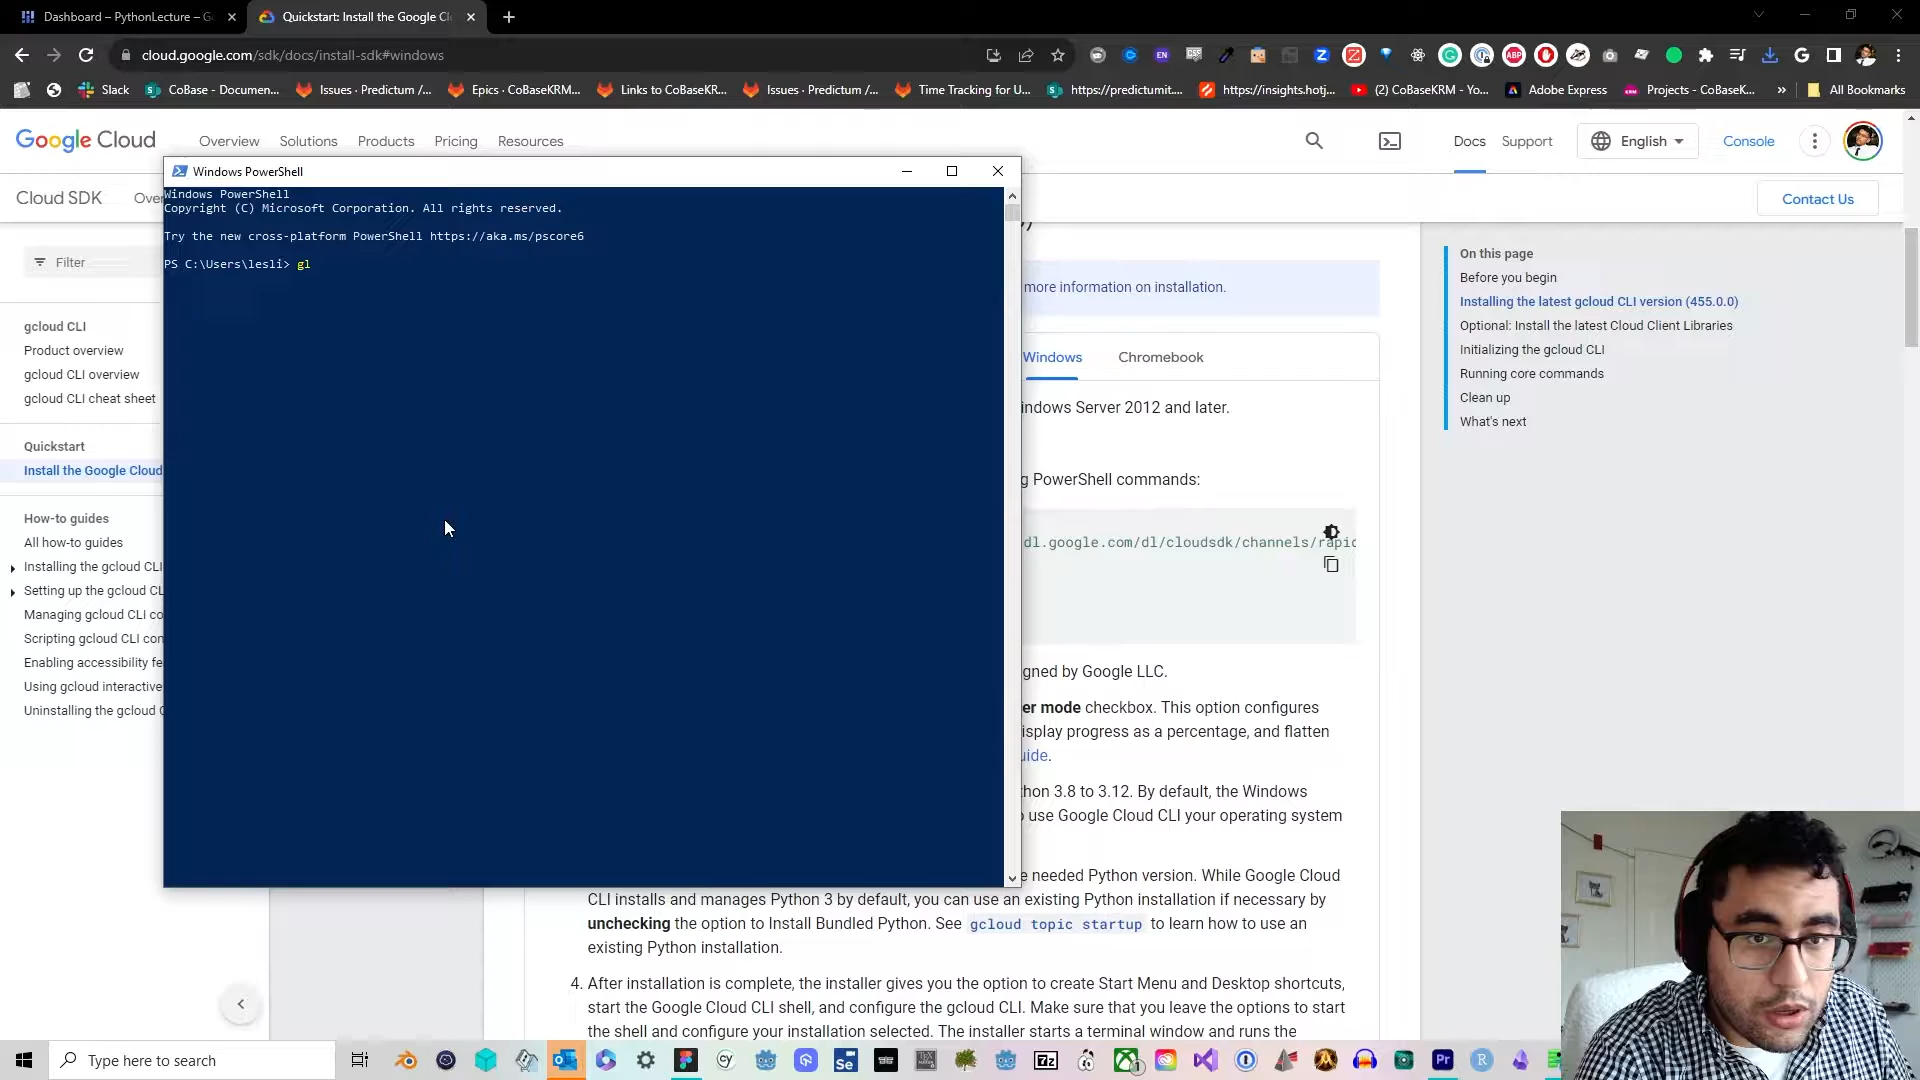 Dashboard – PythonLecture – G
Quickstart: Install the Google Cl
cloud.google.com/sdk/docs/install-sdk#windows
Slack
CoBase - Documen...
Issues · Predictum /...
Epics · CoBaseKRM...
Links to CoBaseKR...
Issues · Predictum /...
Time Tracking for U...
https://predictumit....
https://insights.hotj...
(2) CoBaseKRM - Yo...
Adobe Express
Projects - CoBaseK...
»
All Bookmarks
Google Cloud
Overview
Solutions
Products
Pricing
Resources
Docs
Support
English
Console
Cloud SDK
Over
Contact Us
Windows PowerShell
Windows PowerShell
Copyright (C) Microsoft Corporation. All rights reserved.
Try the new cross-platform PowerShell https://aka.ms/pscore6
PS C:\Users\lesli> gl
Filter
gcloud CLI
Product overview
gcloud CLI overview
gcloud CLI cheat sheet
Quickstart
Install the Google Cloud
How-to guides
All how-to guides
Installing the gcloud CLI
Setting up the gcloud CL
Managing gcloud CLI co
Scripting gcloud CLI con
Enabling accessibility fe
Using gcloud interactive
Uninstalling the gcloud C
more information on installation.
Windows
Chromebook
indows Server 2012 and later.
g PowerShell commands:
dl.google.com/dl/cloudsdk/channels/rapid
gned by Google LLC.
er mode checkbox. This option configures
isplay progress as a percentage, and flatten
uide.
thon 3.8 to 3.12. By default, the Windows
o use Google Cloud CLI your operating system
e needed Python version. While Google Cloud
CLI installs and manages Python 3 by default, you can use an existing Python installation if necessary by
unchecking the option to Install Bundled Python. See gcloud topic startup to learn how to use an
existing Python installation.
4. After installation is complete, the installer gives you the option to create Start Menu and Desktop shortcuts,
start the Google Cloud CLI shell, and configure the gcloud CLI. Make sure that you leave the options to start
the shell and configure your installation selected. The installer starts a terminal window and runs the
On this page
Before you begin
Installing the latest gcloud CLI version (455.0.0)
Optional: Install the latest Cloud Client Libraries
Initializing the gcloud CLI
Running core commands
Clean up
What's next
Type here to search